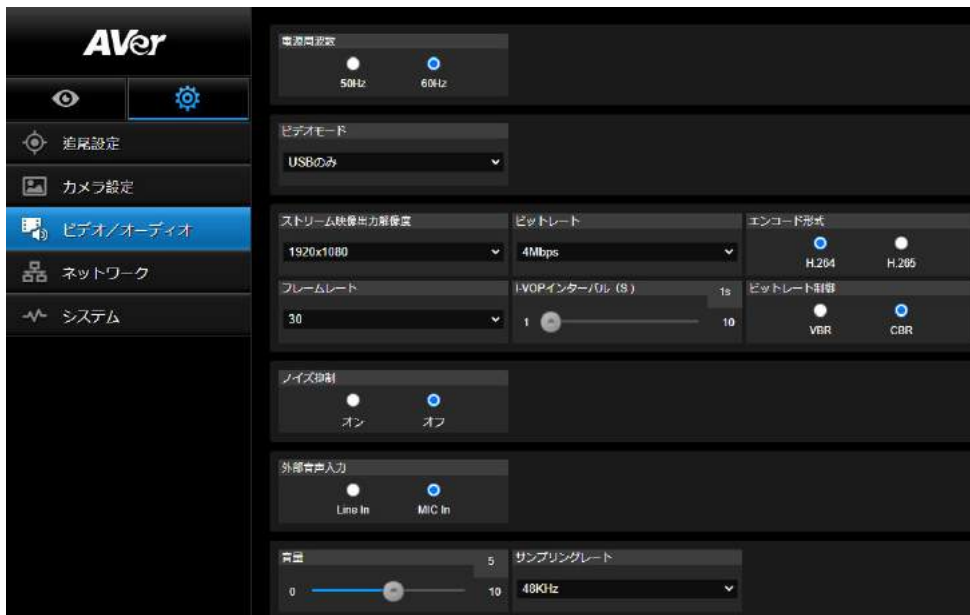 AVer
追尾設定
カメラ設定
ビデオ/オーディオ
ネットワーク
システム
電源周波数
50Hz 60Hz
ビデオモード
USBのみ
ストリーム映像出力解像度 ビットレート エンコード形式
1920x1080 4Mbps H.264 H.265
フレームレート I-VOPインターバル (S) 1s ビットレート制御
30 1 10 VBR CBR
ノイズ抑制
オン オフ
外部音声入力
Line In MIC In
音量 5 サンプリングレート
0 10 48KHz